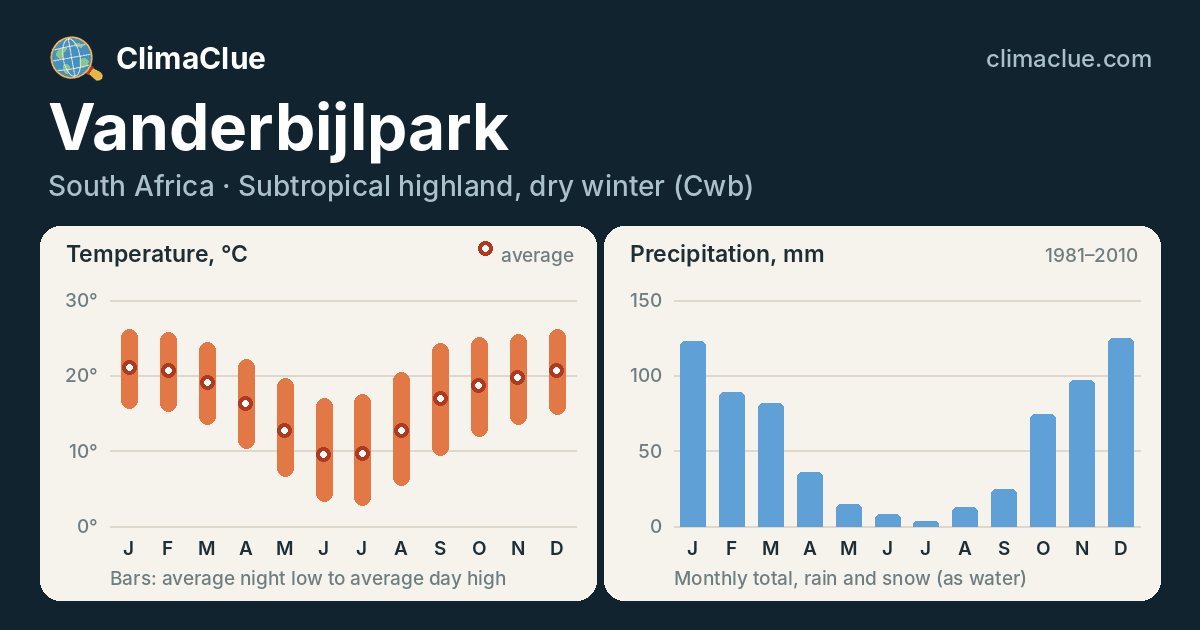 ClimaClue
climaclue.com
Vanderbijlpark
South Africa · Subtropical highland, dry winter (Cwb)
Temperature, °C
average
30°
20°
10°
0°
J F M A M J J A S O N D
Bars: average night low to average day high
Precipitation, mm
1981–2010
150
100
50
0
J F M A M J J A S O N D
Monthly total, rain and snow (as water)